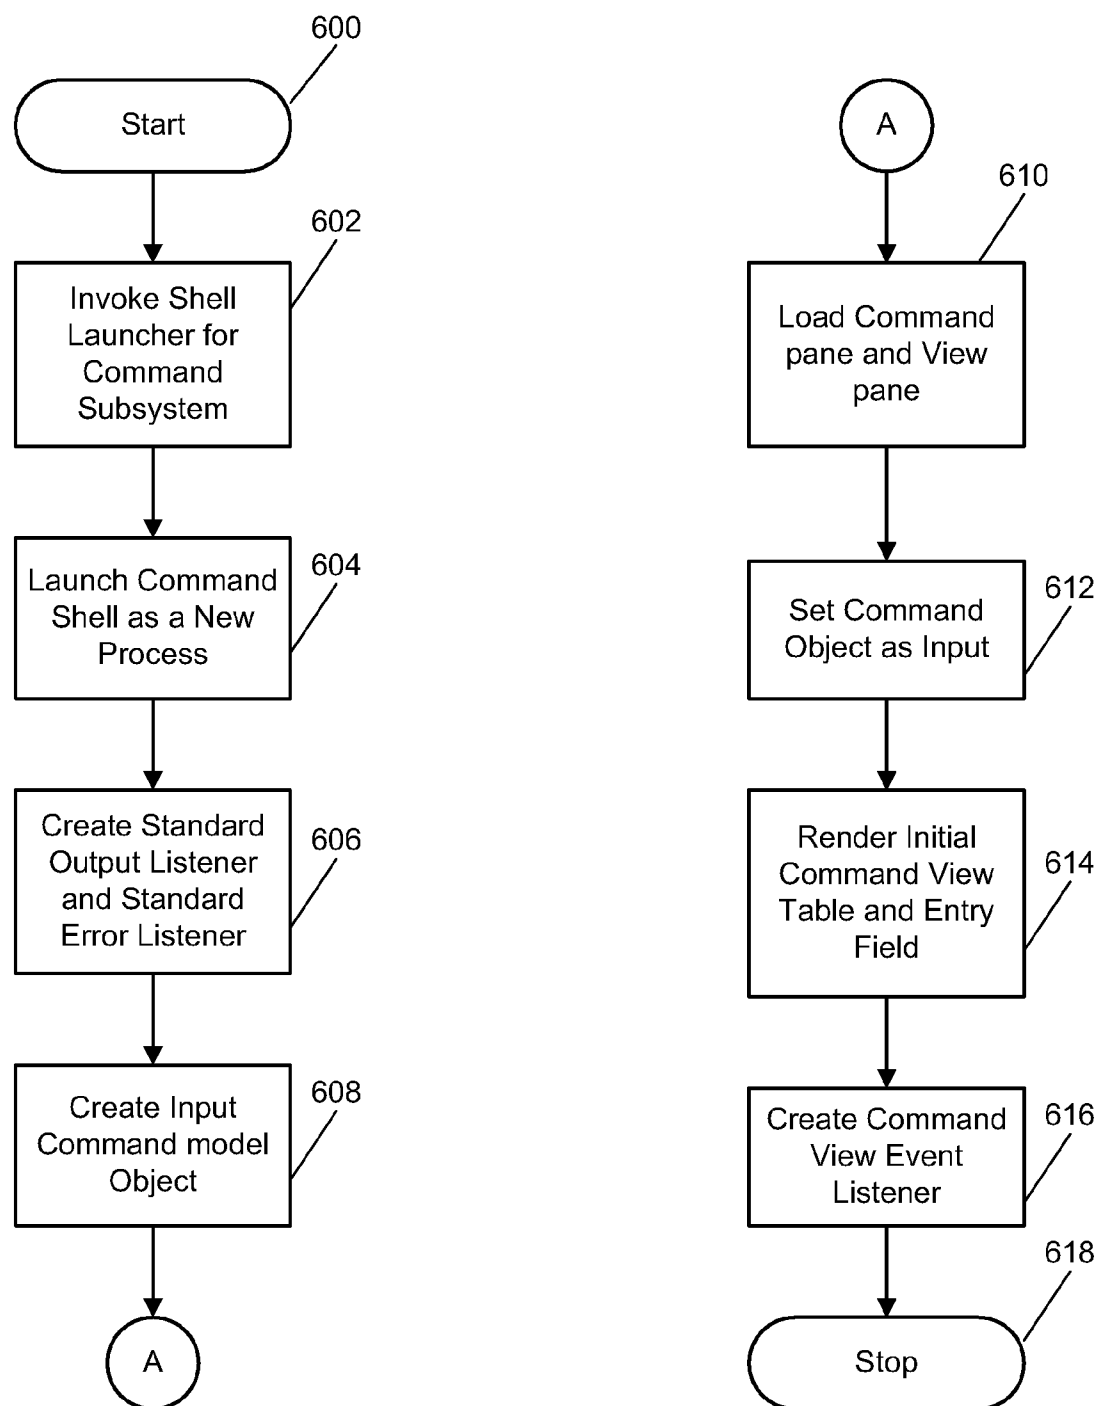 600
Start
602
Invoke Shell
Launcher for
Command
Subsystem
604
Launch Command
Shell as a New
Process
606
Create Standard
Output Listener
and Standard
Error Listener
608
Create Input
Command model
Object
A
A
610
Load Command
pane and View
pane
612
Set Command
Object as Input
614
Render Initial
Command View
Table and Entry
Field
616
Create Command
View Event
Listener
618
Stop